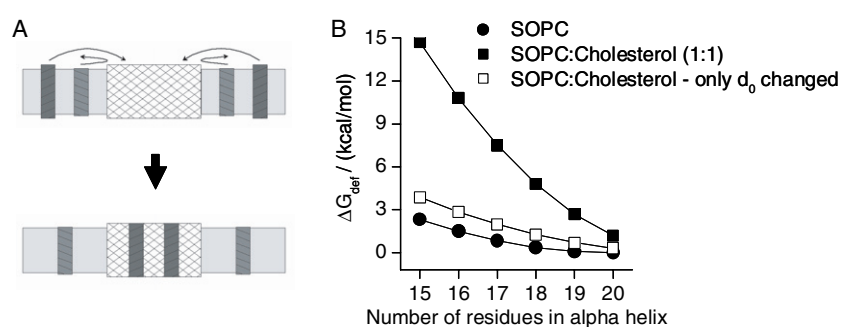 A
B
SOPC
SOPC:Cholesterol (1:1)
SOPC:Cholesterol - only d0 changed
ΔGdef / (kcal/mol)
15
12
9
6
3
0
15 16 17 18 19 20
Number of residues in alpha helix